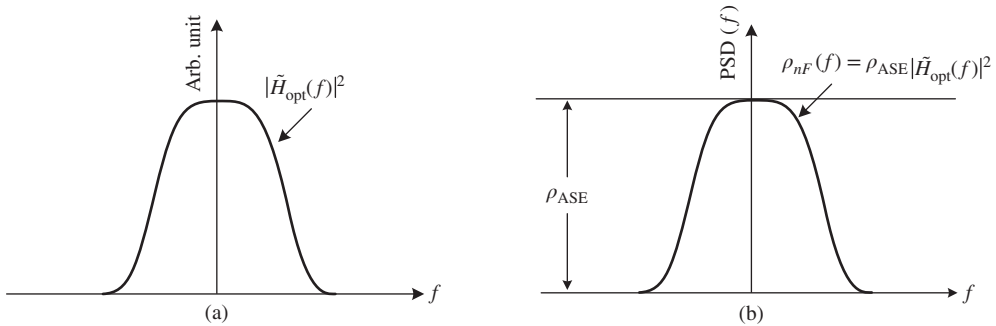 Arb. unit
|H̃opt(f)|²
f
(a)
PSD (f)
ρnF(f) = ρASE|H̃opt(f)|²
ρASE
f
(b)